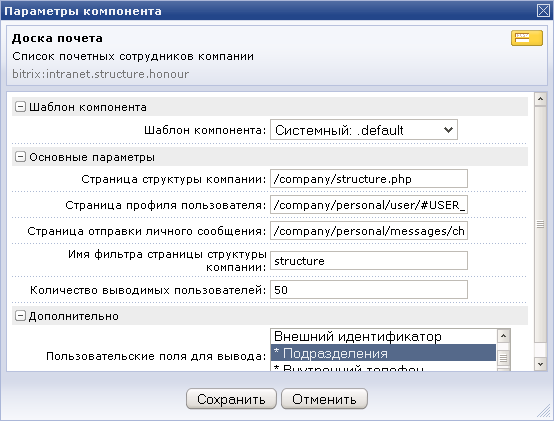 Параметры компонента
Доска почета
Список почетных сотрудников компании
bitrix:intranet.structure.honour
Шаблон компонента
Шаблон компонента: Системный: .default
Основные параметры
Страница структуры компании: /company/structure.php
Страница профиля пользователя: /company/personal/user/#USER_
Страница отправки личного сообщения: /company/personal/messages/ch
Имя фильтра страницы структуры
компании: structure
Количество выводимых пользователей: 50
Дополнительно
Внешний идентификатор
Пользовательские поля для вывода: * Подразделения
* Внутренний телефон
Сохранить Отменить